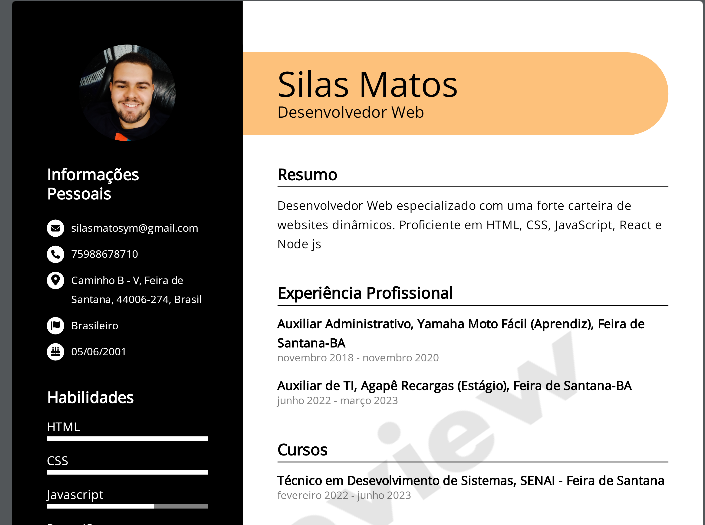 Silas Matos
Desenvolvedor Web
Informações
Pessoais
silasmatosym@gmail.com
75988678710
Caminho B - V, Feira de
Santana, 44006-274, Brasil
Brasileiro
05/06/2001
Habilidades
HTML
CSS
Javascript
Resumo
Desenvolvedor Web especializado com uma forte carteira de
websites dinâmicos. Proficiente em HTML, CSS, JavaScript, React e
Node js
Experiência Profissional
Auxiliar Administrativo, Yamaha Moto Fácil (Aprendiz), Feira de
Santana-BA
novembro 2018 - novembro 2020
Auxiliar de TI, Agapê Recargas (Estágio), Feira de Santana-BA
junho 2022 - março 2023
Cursos
Técnico em Desevolvimento de Sistemas, SENAI - Feira de Santana
fevereiro 2022 - junho 2023